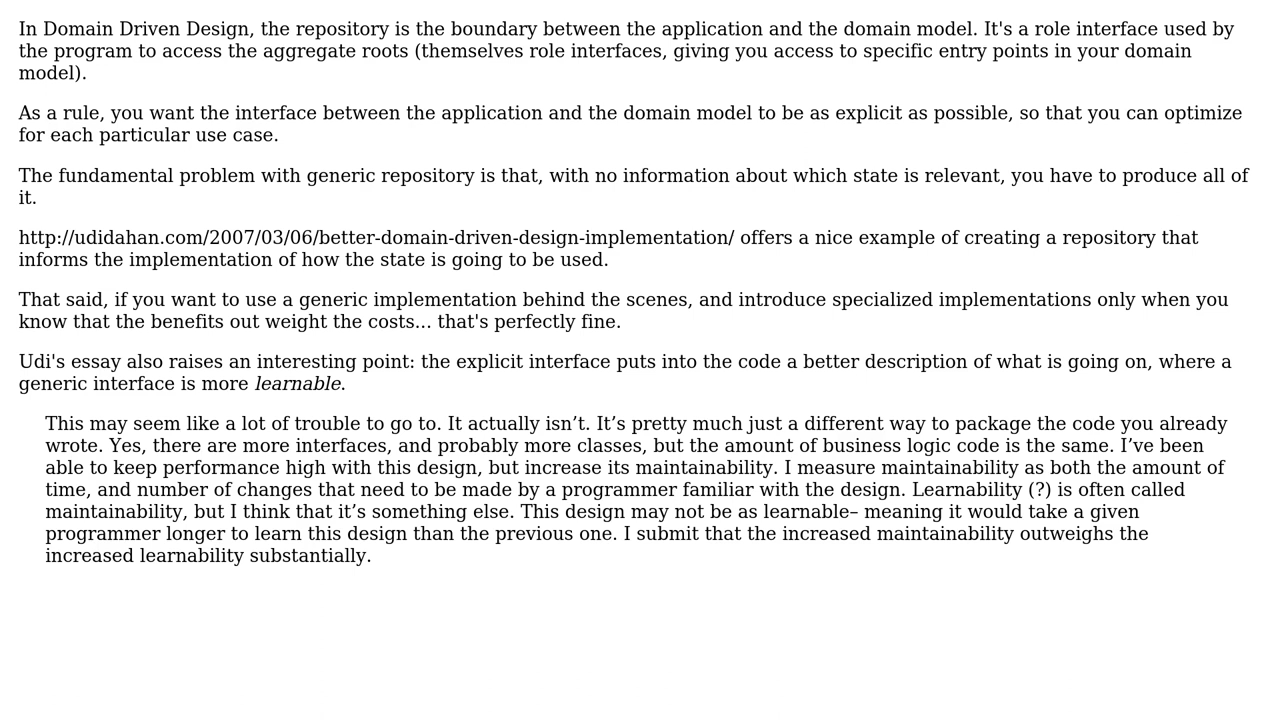 In Domain Driven Design, the repository is the boundary between the application and the domain model. It's a role interface used by
the program to access the aggregate roots (themselves role interfaces, giving you access to specific entry points in your domain
model).
As a rule, you want the interface between the application and the domain model to be as explicit as possible, so that you can optimize
for each particular use case.
The fundamental problem with generic repository is that, with no information about which state is relevant, you have to produce all of
it.
http://udidahan.com/2007/03/06/better-domain-driven-design-implementation/ offers a nice example of creating a repository that
informs the implementation of how the state is going to be used.
That said, if you want to use a generic implementation behind the scenes, and introduce specialized implementations only when you
know that the benefits out weight the costs... that's perfectly fine.
Udi's essay also raises an interesting point: the explicit interface puts into the code a better description of what is going on, where a
generic interface is more learnable.
This may seem like a lot of trouble to go to. It actually isn’t. It’s pretty much just a different way to package the code you already
wrote. Yes, there are more interfaces, and probably more classes, but the amount of business logic code is the same. I’ve been
able to keep performance high with this design, but increase its maintainability. I measure maintainability as both the amount of
time, and number of changes that need to be made by a programmer familiar with the design. Learnability (?) is often called
maintainability, but I think that it’s something else. This design may not be as learnable– meaning it would take a given
programmer longer to learn this design than the previous one. I submit that the increased maintainability outweighs the
increased learnability substantially.